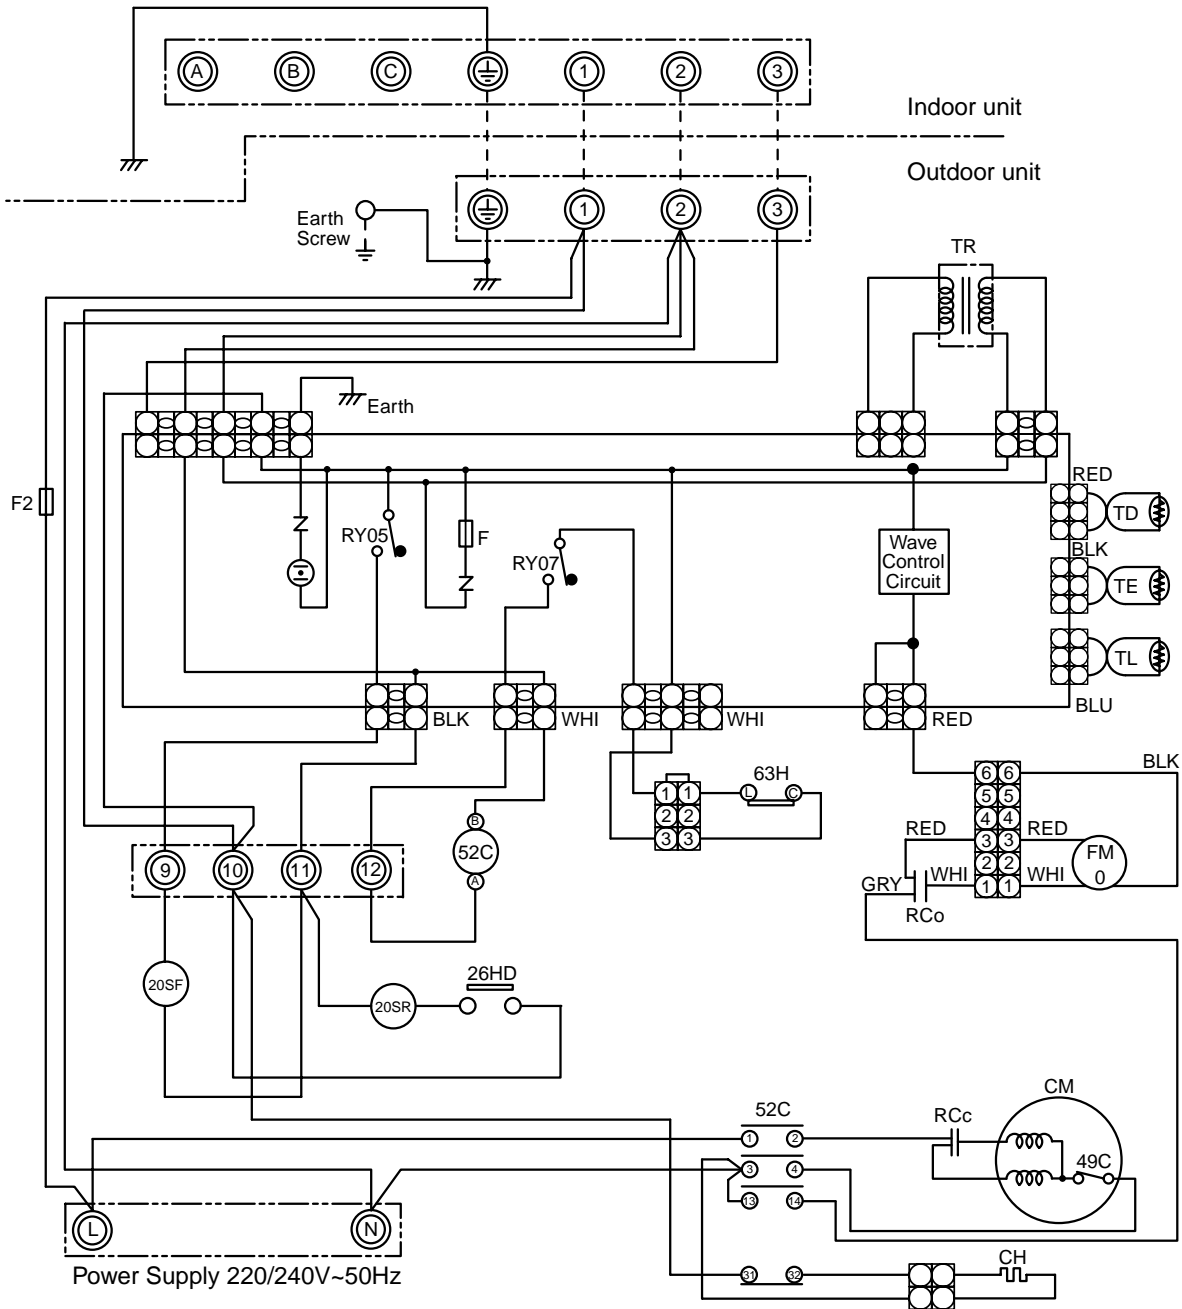 A B C 1 2 3
Indoor unit
Outdoor unit
1 2 3
Earth
Screw
TR
Earth
RED
F2
TD
RY05
F
BLK
RY07
Wave
Control
Circuit
TE
TL
BLU
BLK
WHI
WHI
RED
BLK
63H
6 6
1 1
L C
5 5
2 2
4 4
B
3 3
RED
3 3
RED
52C
FM
0
9 10 11 12
2 2
A
GRY
WHI
1 1
WHI
RCo
26HD
20SF
20SR
CM
52C
RCc
1 2
49C
3 4
13 14
L
N
CH
31 32
Power Supply 220/240V~50Hz